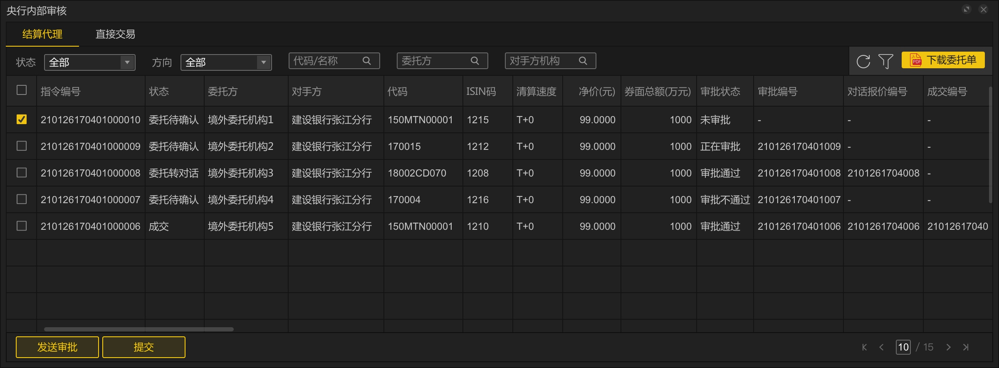 央行内部审核
结算代理 直接交易
状态 全部 方向 全部 代码/名称 委托方 对手方机构 PDF 下载委托单
指令编号 状态 委托方 对手方 代码 ISIN码 清算速度 净价(元) 券面总额(万元) 审批状态 审批编号 对话报价编号 成交编号
210126170401000010 委托待确认 境外委托机构1 建设银行张江分行 150MTN00001 1215 T+0 99.0000 1000 未审批 - - -
210126170401000009 委托待确认 境外委托机构2 建设银行张江分行 170015 1212 T+0 99.0000 1000 正在审批 210126170401009 - -
210126170401000008 委托转对话 境外委托机构3 建设银行张江分行 18002CD070 1208 T+0 99.0000 1000 审批通过 210126170401008 2101261704008 -
210126170401000007 委托待确认 境外委托机构4 建设银行张江分行 170004 1216 T+0 99.0000 1000 审批不通过 210126170401007 - -
210126170401000006 成交 境外委托机构5 建设银行张江分行 150MTN00001 1210 T+0 99.0000 1000 审批通过 210126170401006 2101261704006 21012617040
发送审批 提交 10 / 15